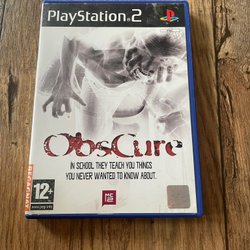 PlayStation 2
ObsCure
IN SCHOOL THEY TEACH YOU THINGS
YOU NEVER WANTED TO KNOW ABOUT.
12+